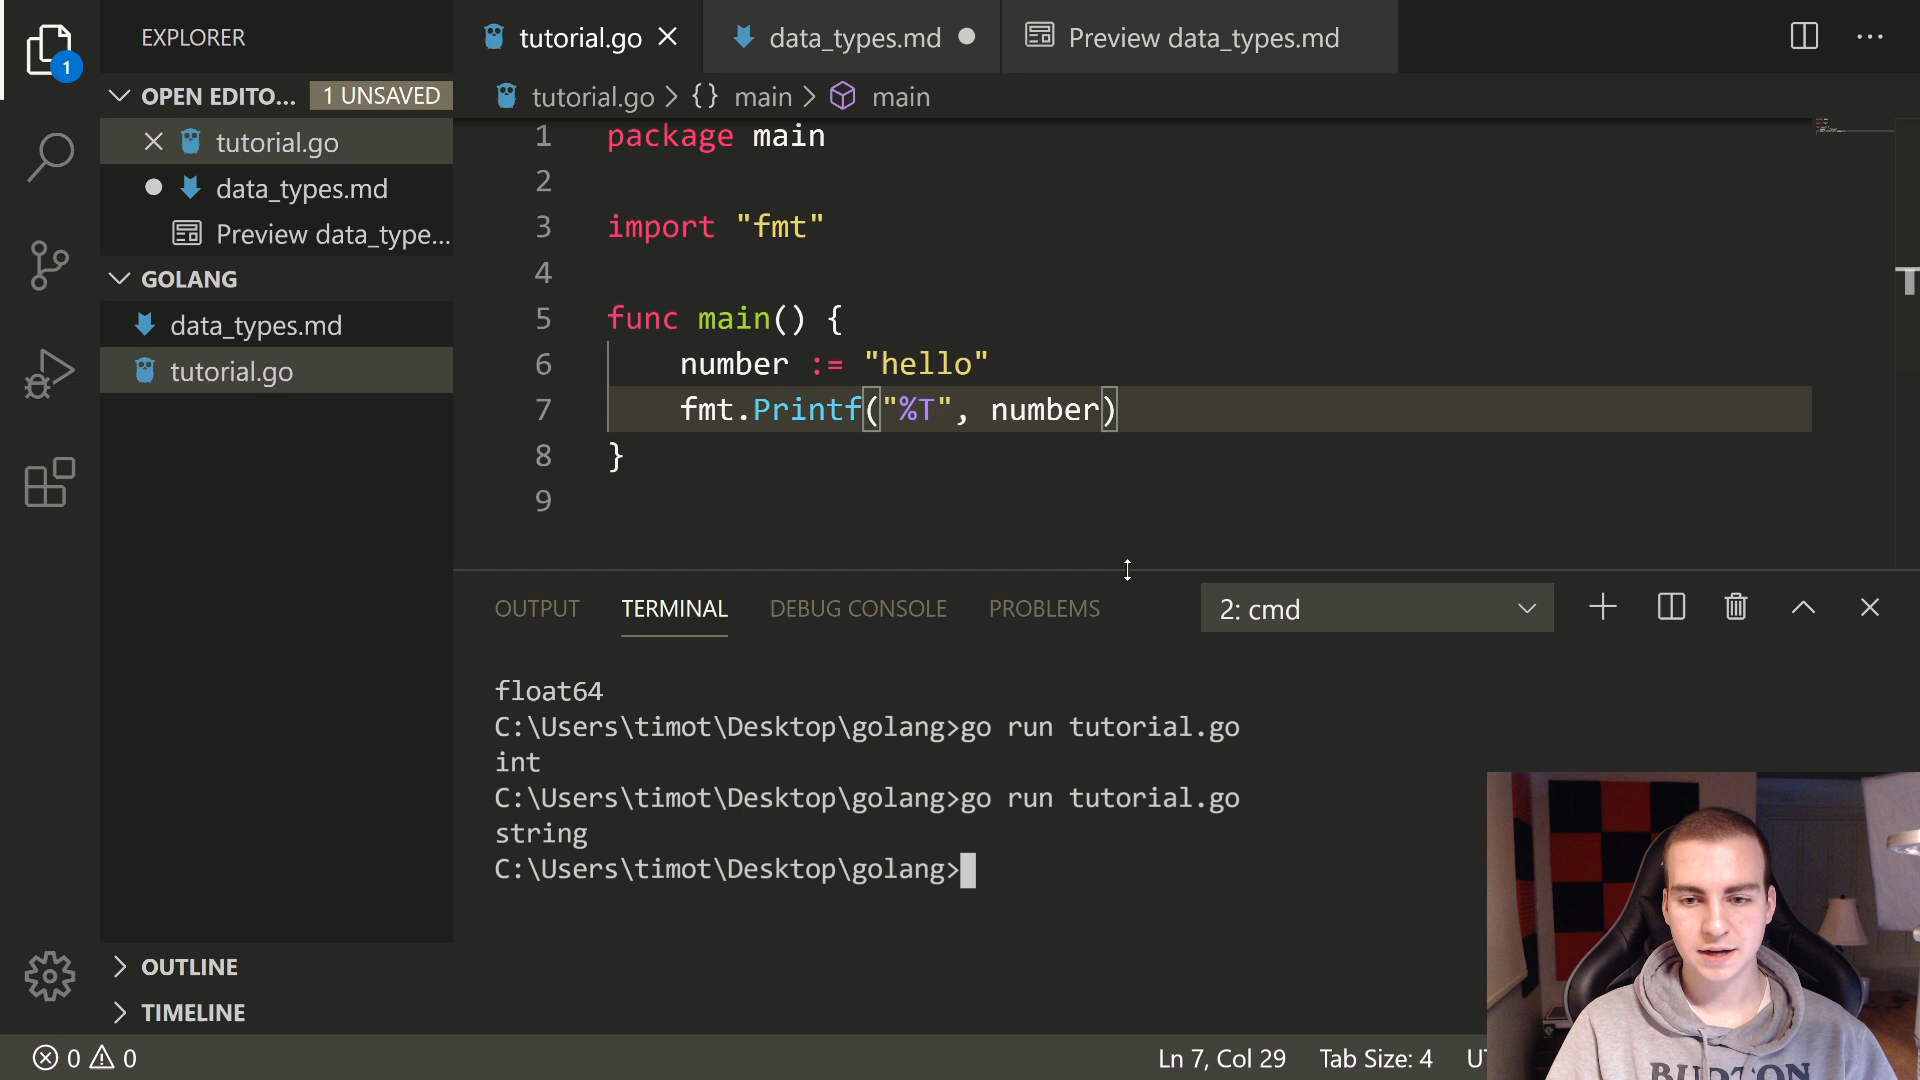 1
EXPLORER
OPEN EDITO... 1 UNSAVED
tutorial.go
data_types.md
Preview data_type...
GOLANG
data_types.md
tutorial.go
OUTLINE
TIMELINE
tutorial.go
data_types.md
Preview data_types.md
tutorial.go > {} main > main
1 package main
2
3 import "fmt"
4
5 func main() {
6 number := "hello"
7 fmt.Printf("%T", number)
8 }
9
OUTPUT TERMINAL DEBUG CONSOLE PROBLEMS 2: cmd
float64
C:\Users\timot\Desktop\golang>go run tutorial.go
int
C:\Users\timot\Desktop\golang>go run tutorial.go
string
C:\Users\timot\Desktop\golang>
0 0 Ln 7, Col 29 Tab Size: 4